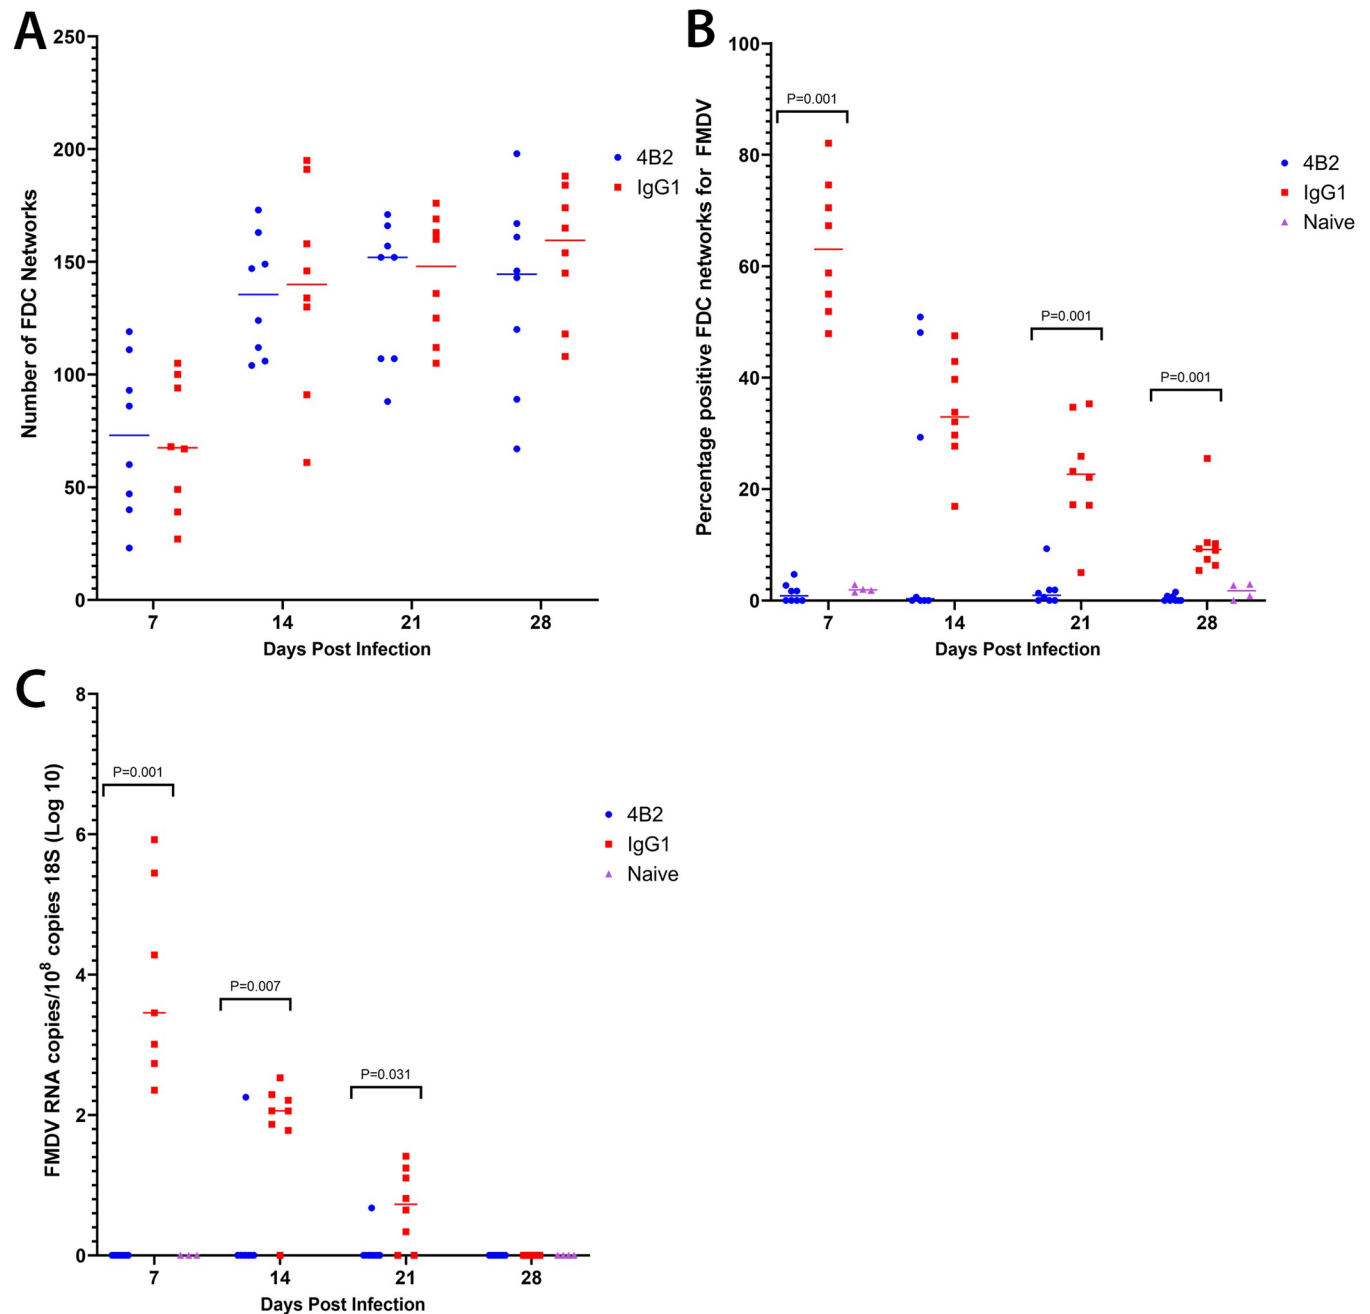 A
Number of FDC Networks
250
200
150
100
50
0
7 14 21 28
Days Post Infection
4B2
IgG1
B
Percentage positive FDC networks for FMDV
100
80
60
40
20
0
P=0.001
P=0.001
P=0.001
7 14 21 28
Days Post Infection
4B2
IgG1
Naive
C
FMDV RNA copies/10⁸ copies 18S (Log 10)
8
6
4
2
0
P=0.001
P=0.007
P=0.031
7 14 21 28
Days Post Infection
4B2
IgG1
Naive